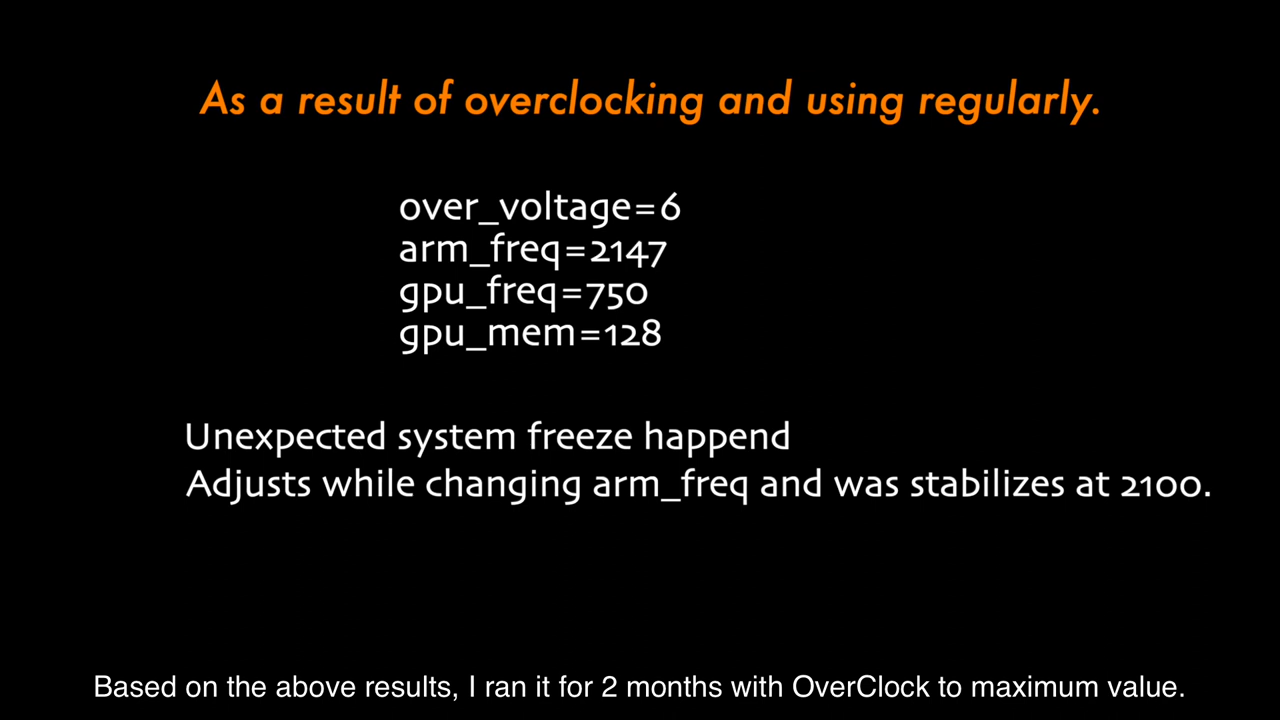 As a result of overclocking and using regularly.
over_voltage=6
arm_freq=2147
gpu_freq=750
gpu_mem=128
Unexpected system freeze happend
Adjusts while changing arm_freq and was stabilizes at 2100.
Based on the above results, I ran it for 2 months with OverClock to maximum value.